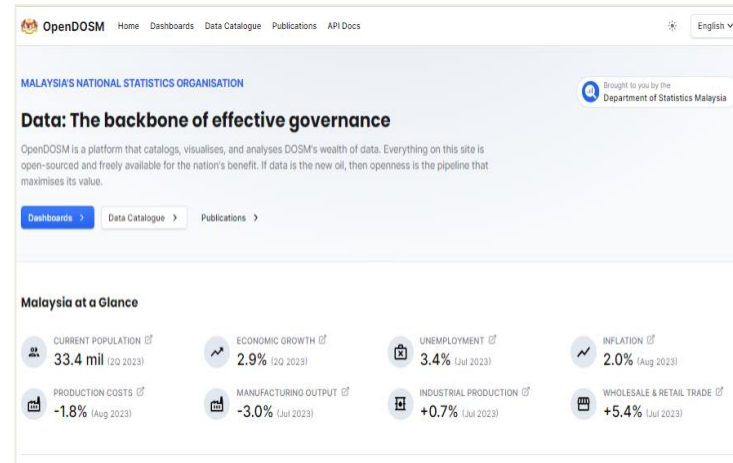 OpenDOSM Home Dashboards Data Catalogue Publications API Docs English
MALAYSIA'S NATIONAL STATISTICS ORGANISATION
Brought to you by the
Department of Statistics Malaysia
Data: The backbone of effective governance
OpenDOSM is a platform that catalogs, visualises, and analyses DOSM's wealth of data. Everything on this site is
open-sourced and freely available for the nation's benefit. If data is the new oil, then openness is the pipeline that
maximises its value.
Dashboards Data Catalogue Publications
Malaysia at a Glance
CURRENT POPULATION ECONOMIC GROWTH UNEMPLOYMENT INFLATION
33.4 mil (2Q 2023) 2.9% (2Q 2023) 3.4% (Jul 2023) 2.0% (Aug 2023)
PRODUCTION COSTS MANUFACTURING OUTPUT INDUSTRIAL PRODUCTION WHOLESALE & RETAIL TRADE
-1.8% (Aug 2023) -3.0% (Jul 2023) +0.7% (Jul 2023) +5.4% (Jul 2023)